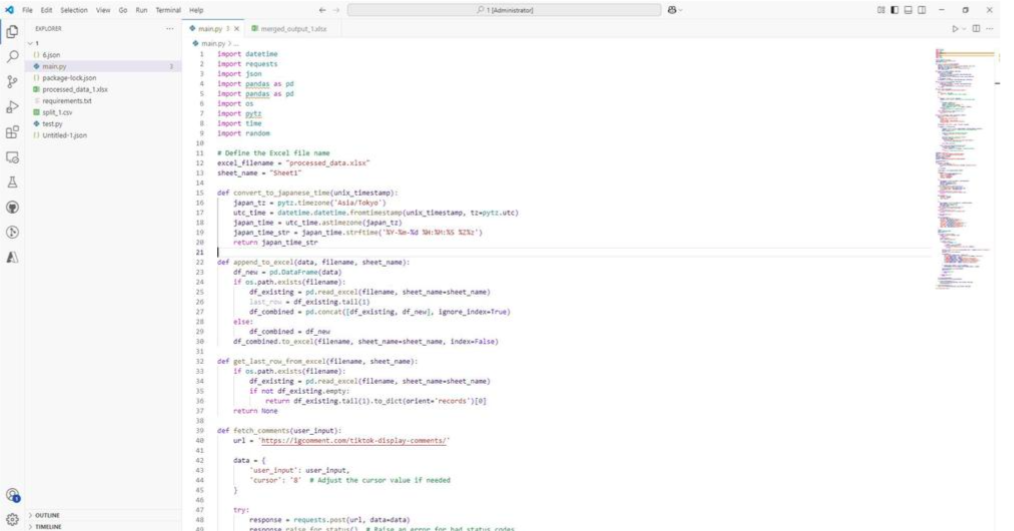 File Edit Selection View Go Run Terminal Help
1 [Administrator]
EXPLORER
main.py 3
merged_output_1.xlsx
1
6.json
main.py 3
package-lock.json
processed_data_1.xlsx
requirements.txt
split_1.csv
test.py
Untitled-1.json
OUTLINE
TIMELINE
main.py > ...
1 import datetime
2 import requests
3 import json
4 import pandas as pd
5 import pandas as pd
6 import os
7 import pytz
8 import time
9 import random
10
11 # Define the Excel file name
12 excel_filename = "processed_data.xlsx"
13 sheet_name = "Sheet1"
14
15 def convert_to_japanese_time(unix_timestamp):
16 japan_tz = pytz.timezone('Asia/Tokyo')
17 utc_time = datetime.datetime.fromtimestamp(unix_timestamp, tz=pytz.utc)
18 japan_time = utc_time.astimezone(japan_tz)
19 japan_time_str = japan_time.strftime('%Y-%m-%d %H:%M:%S %Z%z')
20 return japan_time_str
21
22 def append_to_excel(data, filename, sheet_name):
23 df_new = pd.DataFrame(data)
24 if os.path.exists(filename):
25 df_existing = pd.read_excel(filename, sheet_name=sheet_name)
26 last_row = df_existing.tail(1)
27 df_combined = pd.concat([df_existing, df_new], ignore_index=True)
28 else:
29 df_combined = df_new
30 df_combined.to_excel(filename, sheet_name=sheet_name, index=False)
31
32 def get_last_row_from_excel(filename, sheet_name):
33 if os.path.exists(filename):
34 df_existing = pd.read_excel(filename, sheet_name=sheet_name)
35 if not df_existing.empty:
36 return df_existing.tail(1).to_dict(orient='records')[0]
37 return None
38
39 def fetch_comments(user_input):
40 url = 'https://igcomment.com/tiktok-display-comments/'
41
42 data = {
43 'user_input': user_input,
44 'cursor': '0' # Adjust the cursor value if needed
45 }
46
47 try:
48 response = requests.post(url, data=data)
49 response.raise_for_status() # Raise an error for bad status codes